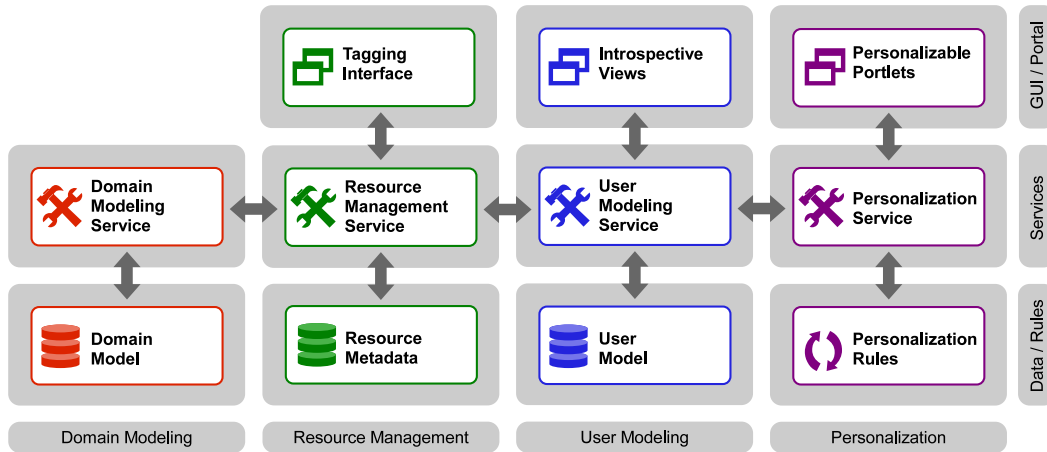 Tagging
Interface
Introspective
Views
Personalizable
Portlets
GUI / Portal
Domain
Modeling
Service
Resource
Management
Service
User
Modeling
Service
Personalization
Service
Services
Domain
Model
Resource
Metadata
User
Model
Personalization
Rules
Data / Rules
Domain Modeling
Resource Management
User Modeling
Personalization